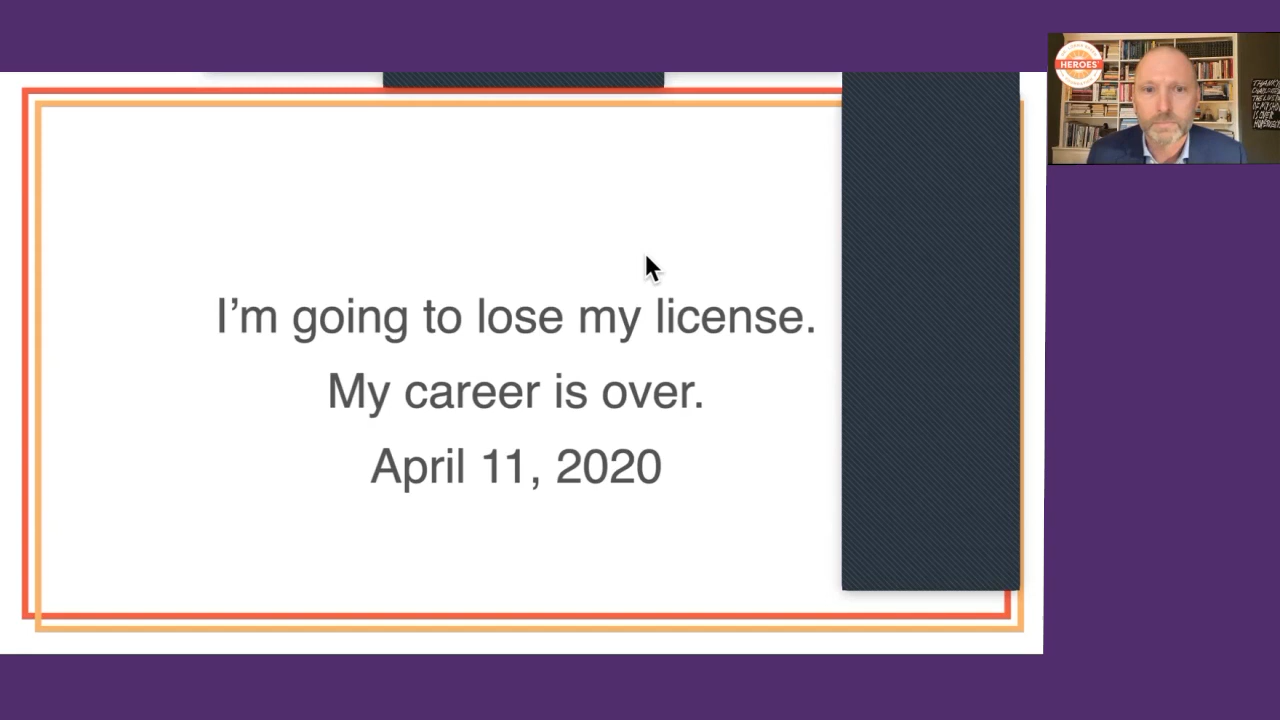 I’m going to lose my license.
My career is over.
April 11, 2020
HEROES'